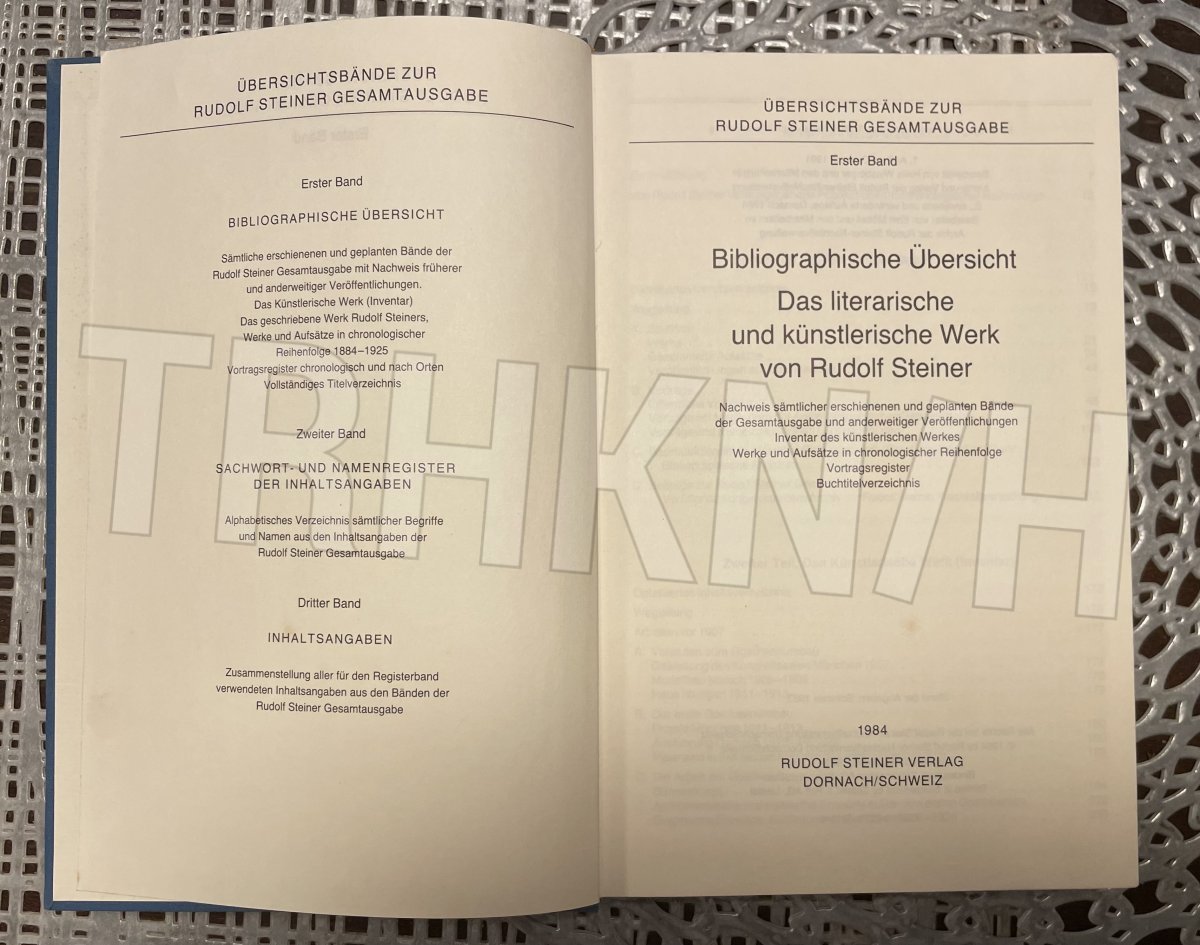 ÜBERSICHTSBÄNDE ZUR
RUDOLF STEINER GESAMTAUSGABE
Erster Band
BIBLIOGRAPHISCHE ÜBERSICHT
Sämtliche erschienenen und geplanten Bände der
Rudolf Steiner Gesamtausgabe mit Nachweis früherer
und anderweitiger Veröffentlichungen.
Das Künstlerische Werk (Inventar)
Das geschriebene Werk Rudolf Steiners,
Werke und Aufsätze in chronologischer
Reihenfolge 1884–1925
Vortragsregister chronologisch und nach Orten
Vollständiges Titelverzeichnis
Zweiter Band
SACHWORT- UND NAMENREGISTER
DER INHALTSANGABEN
Alphabetisches Verzeichnis sämtlicher Begriffe
und Namen aus den Inhaltsangaben der
Rudolf Steiner Gesamtausgabe
Dritter Band
INHALTSANGABEN
Zusammenstellung aller für den Registerband
verwendeten Inhaltsangaben aus den Bänden der
Rudolf Steiner Gesamtausgabe
ÜBERSICHTSBÄNDE ZUR
RUDOLF STEINER GESAMTAUSGABE
Erster Band
Bibliographische Übersicht
Das literarische
und künstlerische Werk
von Rudolf Steiner
Nachweis sämtlicher erschienenen und geplanten Bände
der Gesamtausgabe und anderweitiger Veröffentlichungen
Inventar des künstlerischen Werkes
Werke und Aufsätze in chronologischer Reihenfolge
Vortragsregister
Buchtitelverzeichnis
1984
RUDOLF STEINER VERLAG
DORNACH/SCHWEIZ
TRHKN/H